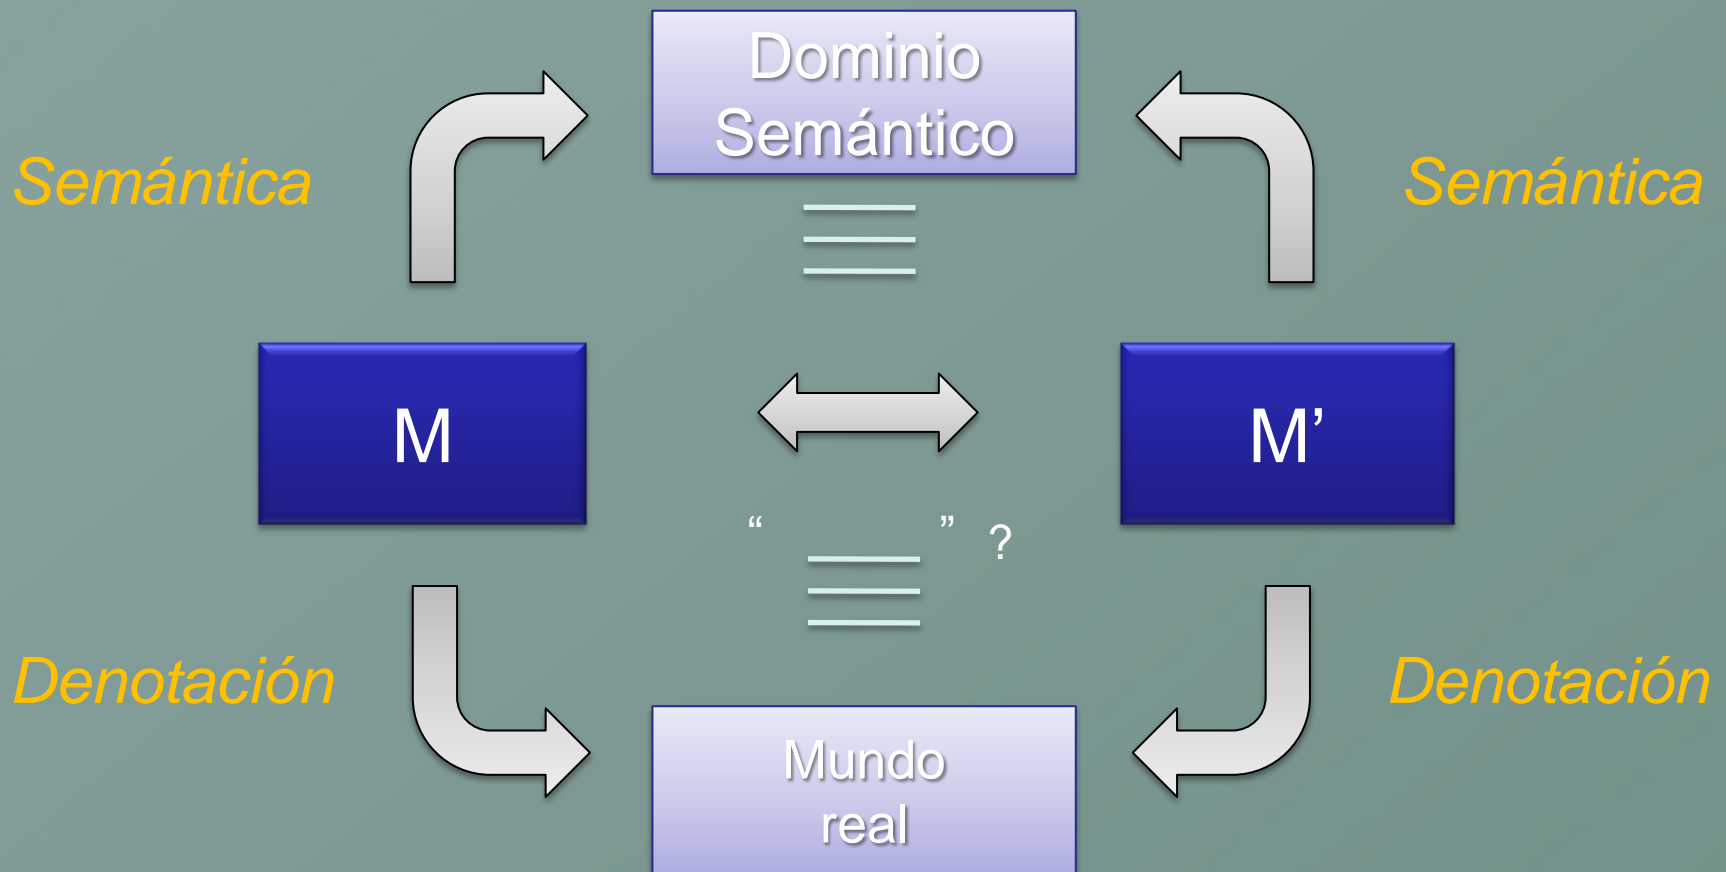 Dominio
Semántico
Semántica
Semántica
M
M’
“ ” ?
Denotación
Denotación
Mundo
real